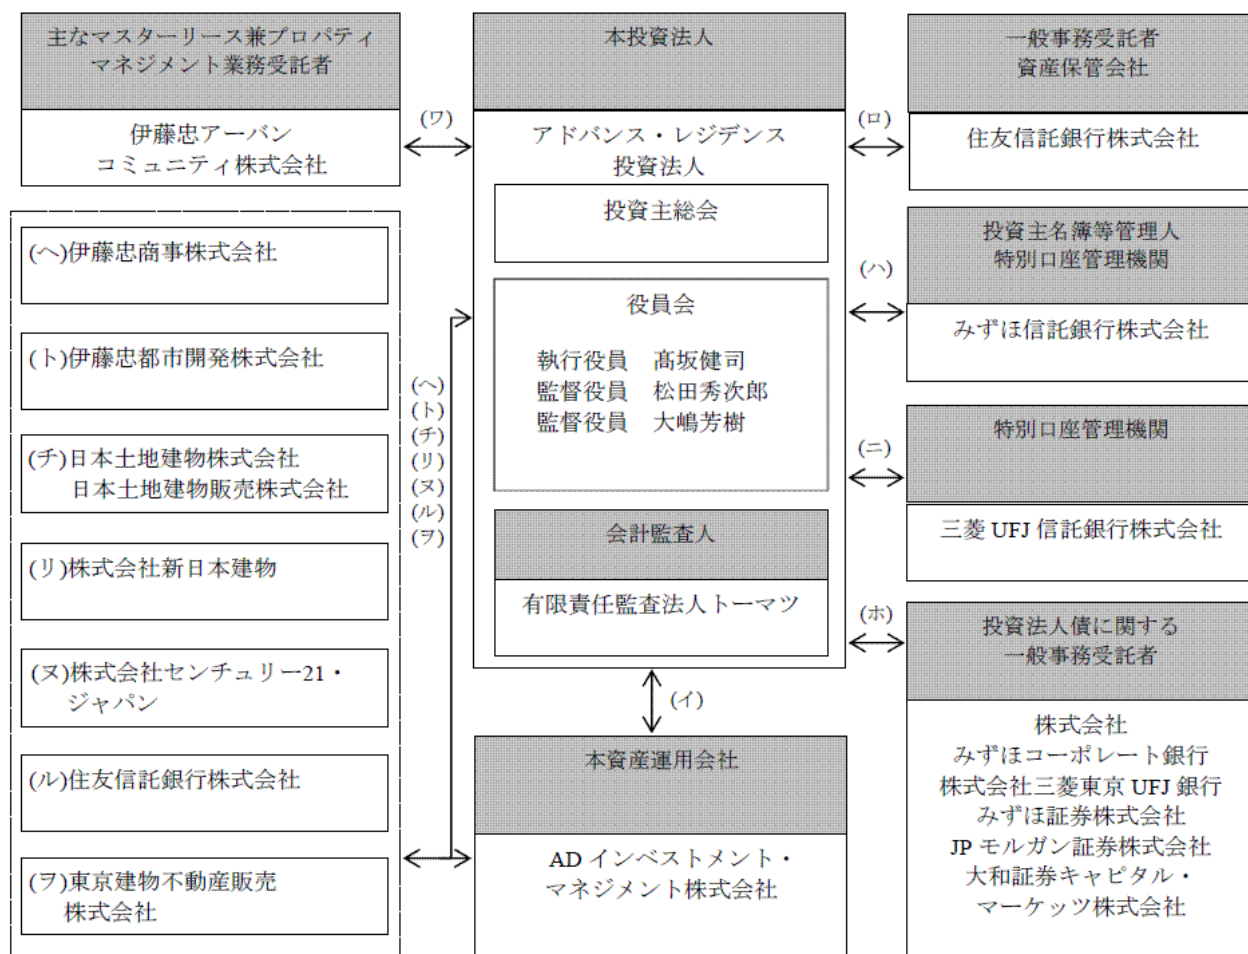 主なマスターリース兼プロパティ
マネジメント業務受託者
伊藤忠アーバン
コミュニティ株式会社
(ワ)
(ヘ)伊藤忠商事株式会社
(ト)伊藤忠都市開発株式会社
(チ)日本土地建物株式会社
日本土地建物販売株式会社
(リ)株式会社新日本建物
(ヌ)株式会社センチュリー21・
ジャパン
(ル)住友信託銀行株式会社
(ヲ)東京建物不動産販売
株式会社
(ヘ)
(ト)
(チ)
(リ)
(ヌ)
(ル)
(ヲ)
本投資法人
アドバンス・レジデンス
投資法人
投資主総会
役員会
執行役員 髙坂健司
監督役員 松田秀次郎
監督役員 大嶋芳樹
会計監査人
有限責任監査法人トーマツ
(イ)
本資産運用会社
AD インベストメント・
マネジメント株式会社
(ロ)
一般事務受託者
資産保管会社
住友信託銀行株式会社
(ハ)
投資主名簿等管理人
特別口座管理機関
みずほ信託銀行株式会社
(ニ)
特別口座管理機関
三菱 UFJ 信託銀行株式会社
(ホ)
投資法人債に関する
一般事務受託者
株式会社
みずほコーポレート銀行
株式会社三菱東京 UFJ 銀行
みずほ証券株式会社
JP モルガン証券株式会社
大和証券キャピタル・
マーケッツ株式会社